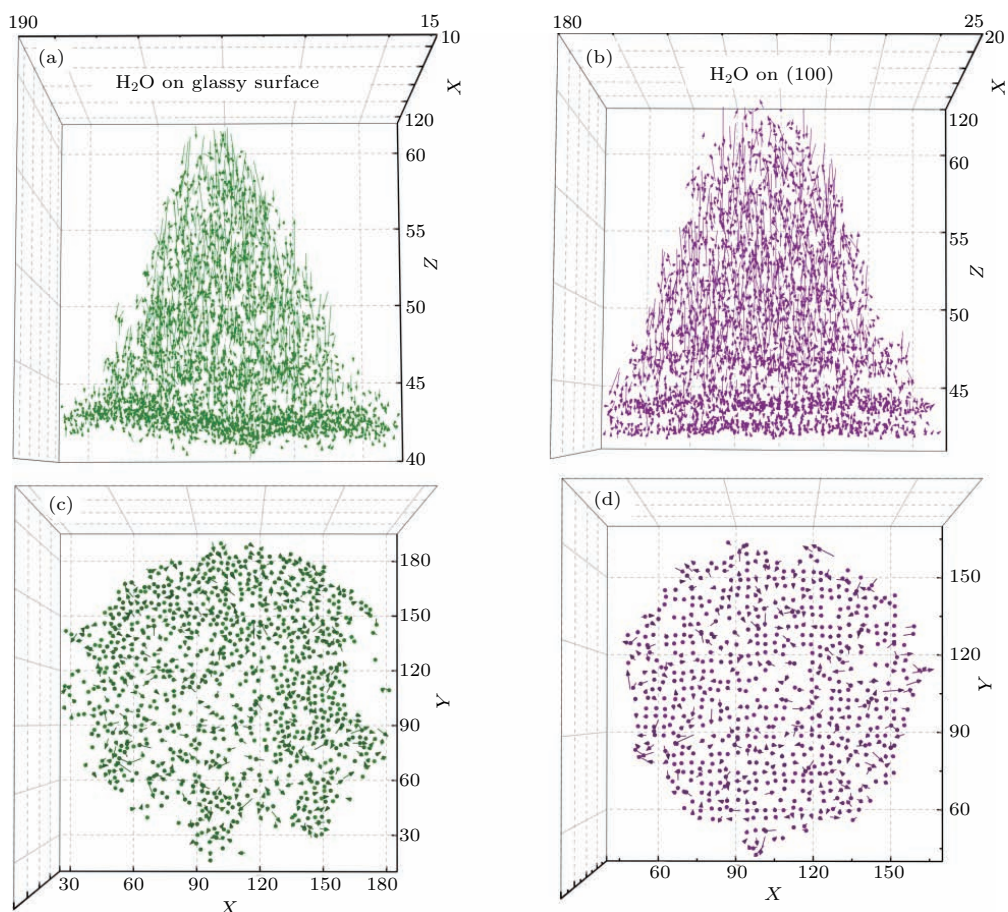 190 15 180 25
10 20
(a) (b)
H₂O on glassy surface H₂O on (100)
X X
120 120
60 60
55 55
Z Z
50 50
45 45
40
(c) (d)
180
150 150
120 120
Y Y
90 90
60 60
30
30 60 90 120 150 180 60 90 120 150
X X